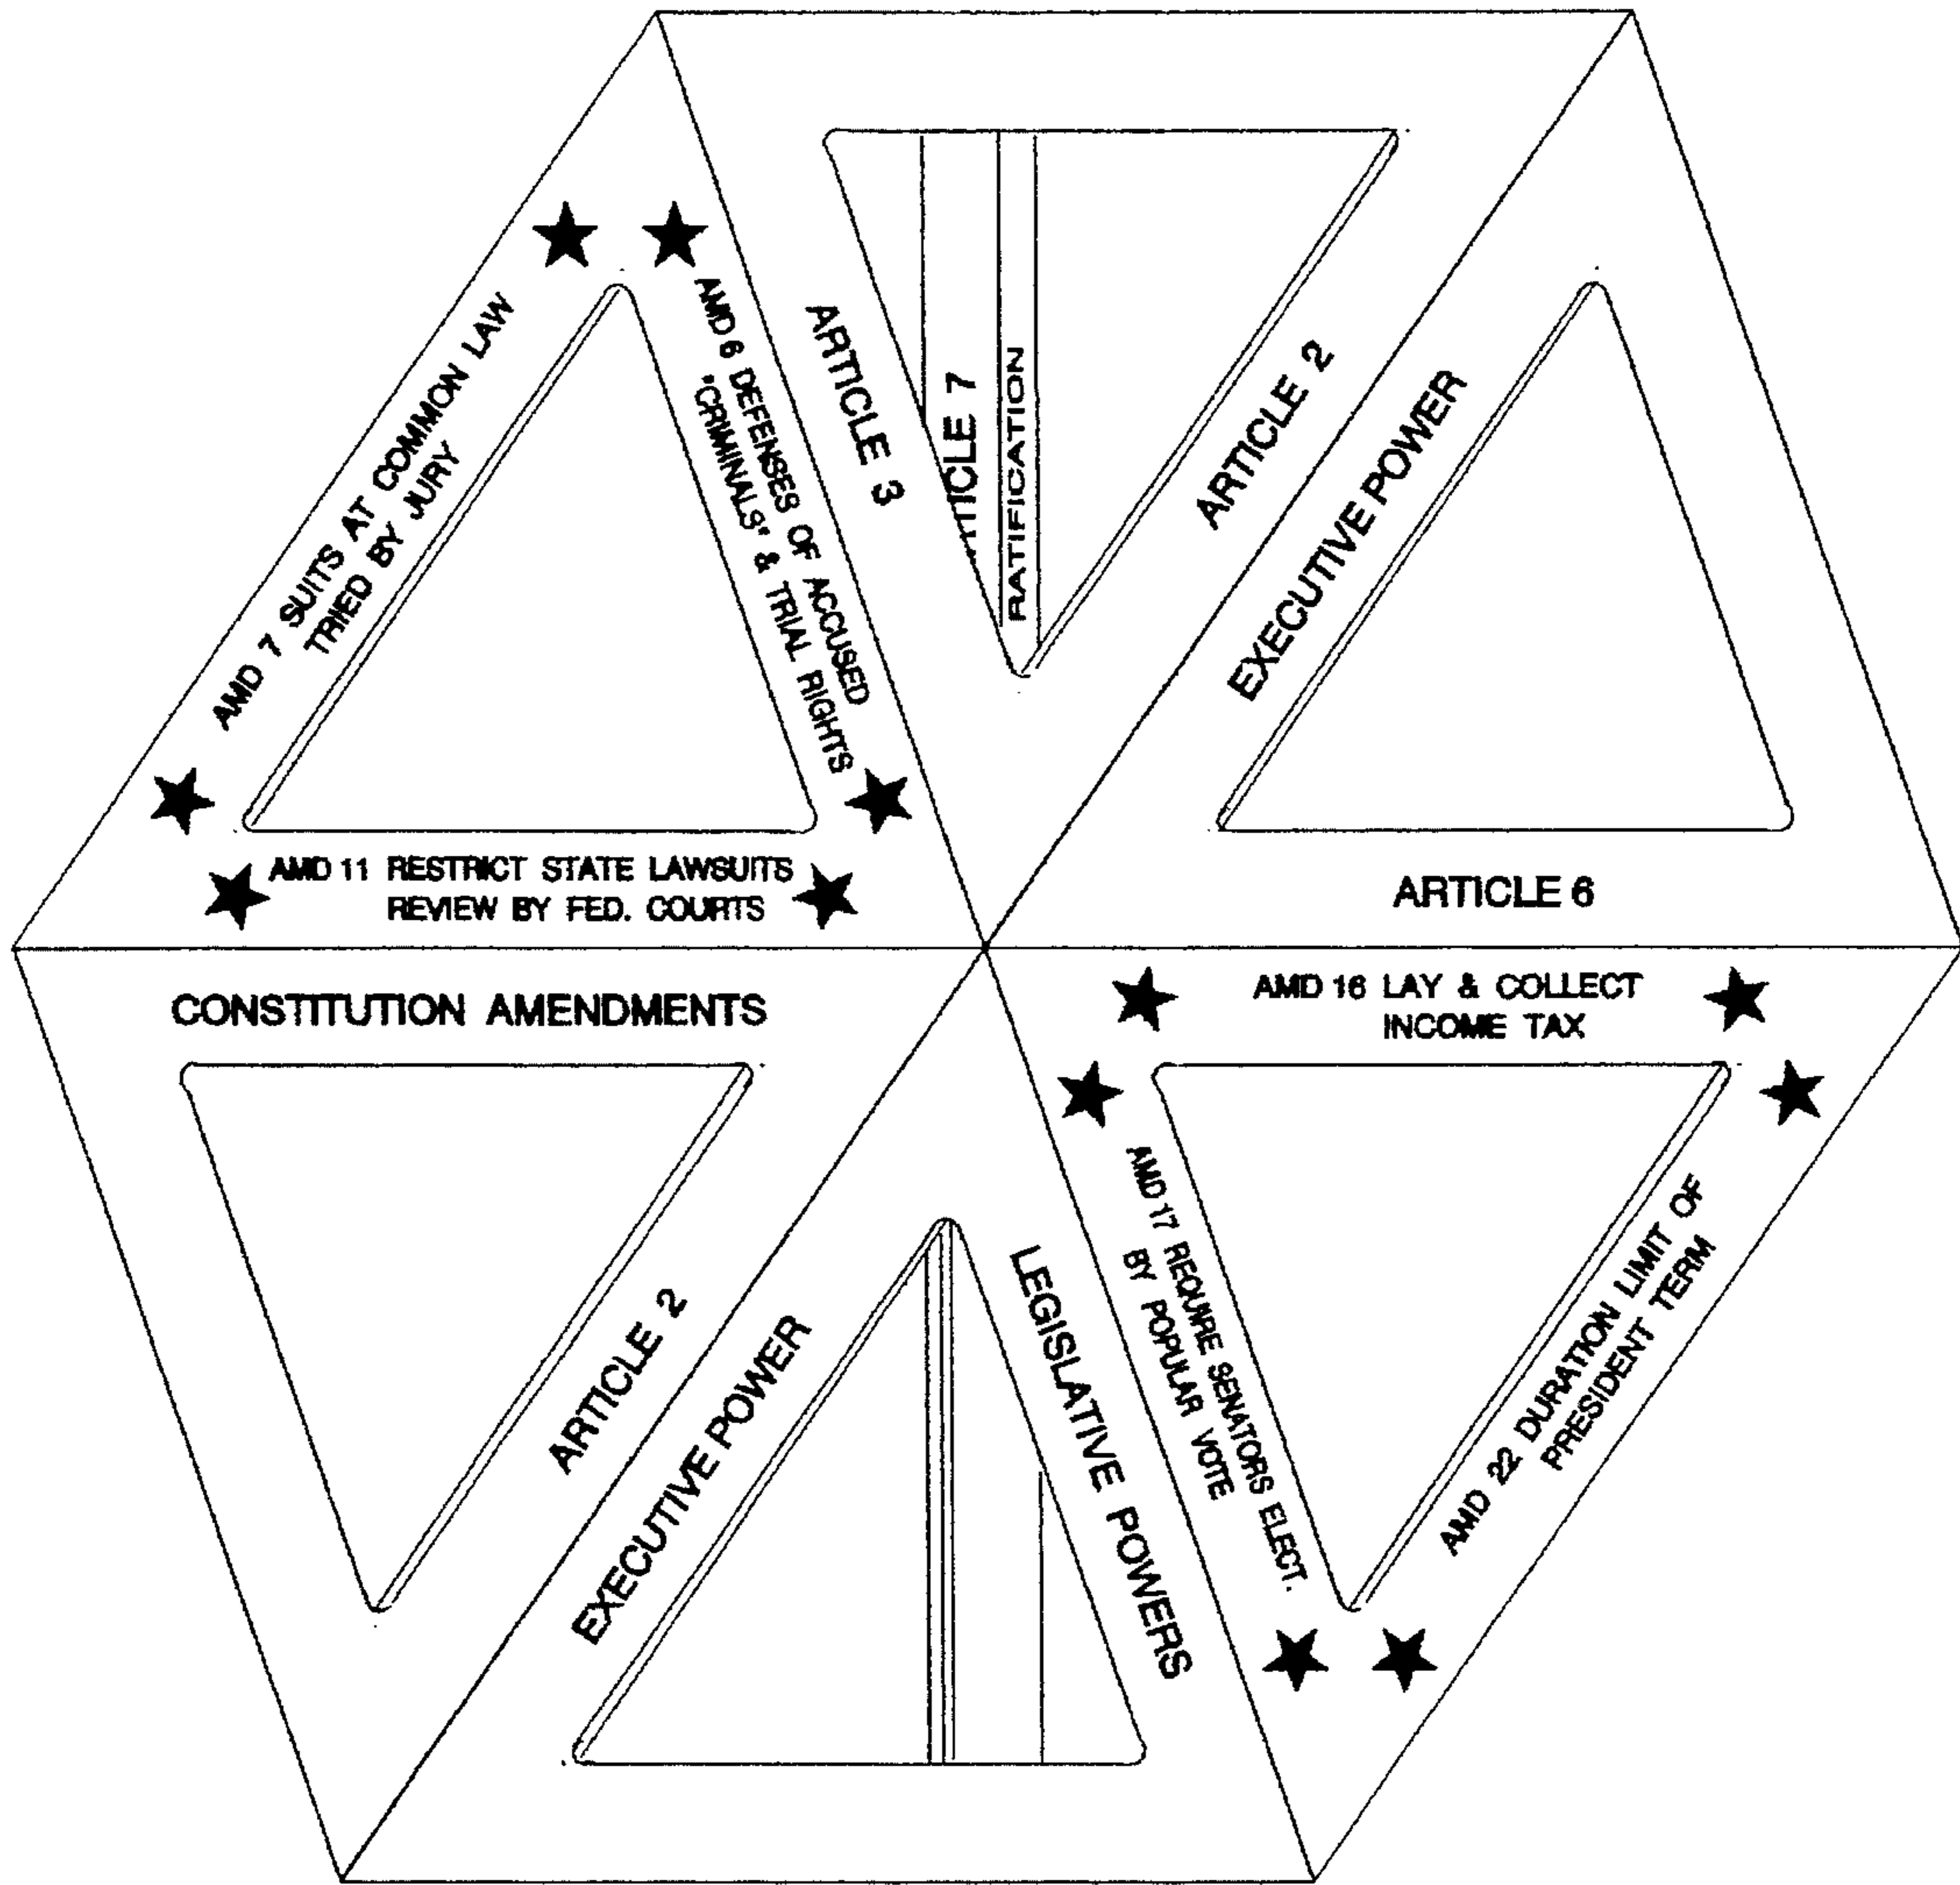 AMD 7 SUITS AT COMMON LAW
TRIED BY JURY
AMD 6 DEFENSES OF ACCUSED
"CRIMINALS" & TRIAL RIGHTS
AMD 11 RESTRICT STATE LAWSUITS
REVIEW BY FED. COURTS
ARTICLE 3
TICLE 7
RATIFICATION
ARTICLE 2
EXECUTIVE POWER
ARTICLE 6
CONSTITUTION AMENDMENTS
ARTICLE 2
EXECUTIVE POWER
LEGISLATIVE POWERS
AMD 16 LAY & COLLECT
INCOME TAX
AMD 17 REQUIRE SENATORS ELECT.
BY POPULAR VOTE
AMD 22 DURATION LIMIT OF
PRESIDENT TERM